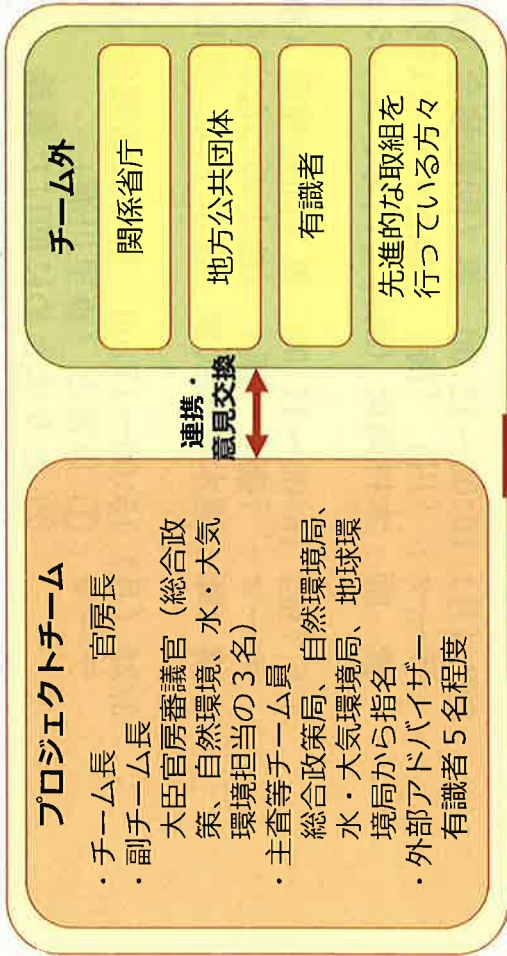 プロジェクトチーム
・チーム長　　官房長
・副チーム長
大臣官房審議官（総合政
策、自然環境、水・大気
環境担当の３名）
・主査等チーム員
総合政策局、自然環境局、
水・大気環境局、地球環
境局から指名
・外部アドバイザー
有識者５名程度
連携・
意見交換
チーム外
関係省庁
地方公共団体
有識者
先進的な取組を
行っている方々